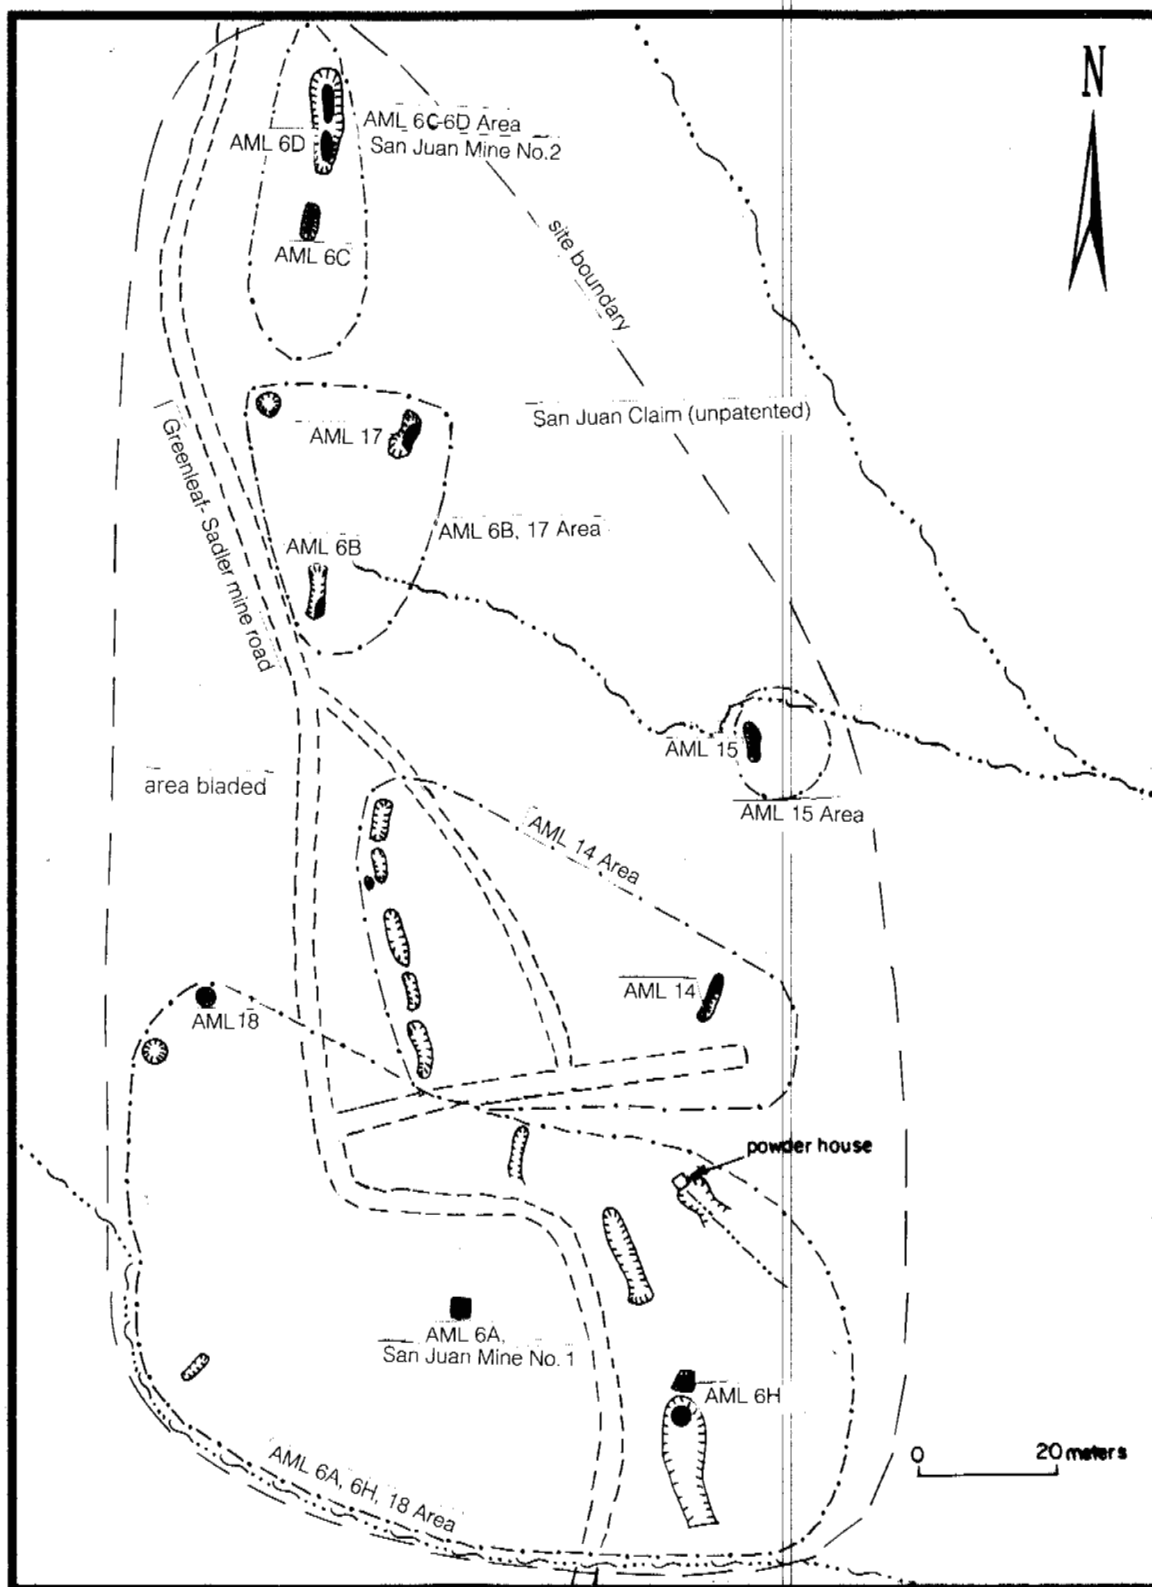 N
AML 6C-6D Area
AML 6D
San Juan Mine No.2
AML 6C
site boundary
San Juan Claim (unpatented)
AML 17
Greenleaf-Sadler mine road
AML 6B, 17 Area
AML 6B
AML 15
area bladed
AML 15 Area
AML 14 Area
AML 14
AML 18
powder house
AML 6A,
San Juan Mine No. 1
AML 6H
0 20 meters
AML 6A, 6H, 18 Area